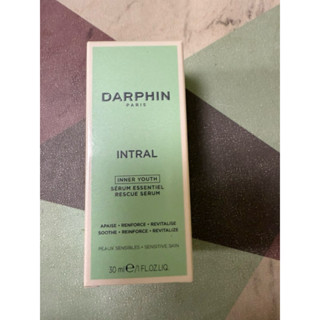 DARPHIN
PARIS
INTRAL
INNER YOUTH
SÉRUM ESSENTIEL
RESCUE SERUM
APAISE • RENFORCE • REVITALISE
SOOTHE • REINFORCE • REVITALIZE
PEAUX SENSIBLES • SENSITIVE SKIN
30 ml ℮ /1 FL.OZ.LIQ.